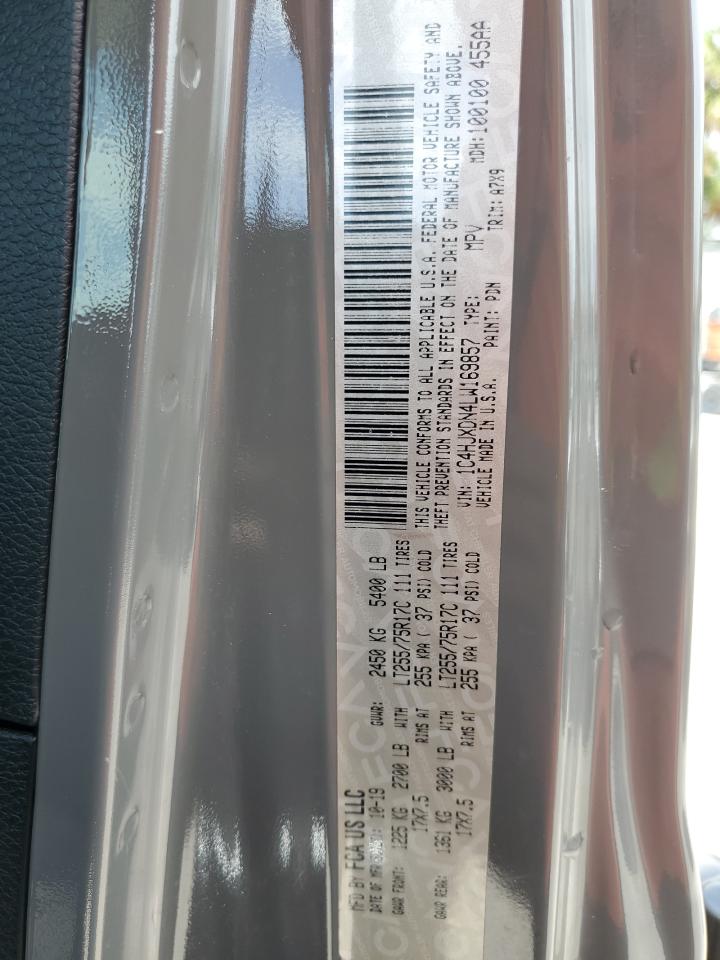 MFD BY FCA US LLC
DATE OF MFR 10-19 GVWR: 2450 KG 5400 LB
GAWR FRONT: 1225 KG 2700 LB WITH LT255/75R17C 111 TIRES
17X7.5 RIMS AT 255 KPA ( 37 PSI) COLD
GAWR REAR: 1361 KG 3000 LB WITH LT255/75R17C 111 TIRES
17X7.5 RIMS AT 255 KPA ( 37 PSI) COLD
THIS VEHICLE CONFORMS TO ALL APPLICABLE U.S.A. FEDERAL MOTOR VEHICLE SAFETY AND
THEFT PREVENTION STANDARDS IN EFFECT ON THE DATE OF MANUFACTURE SHOWN ABOVE.
VIN: 1C4HJXDN4LW169857 TYPE: MPV MDH: 100100 455AA
VEHICLE MADE IN U.S.A. PAINT: PDN TRIM: A7X9